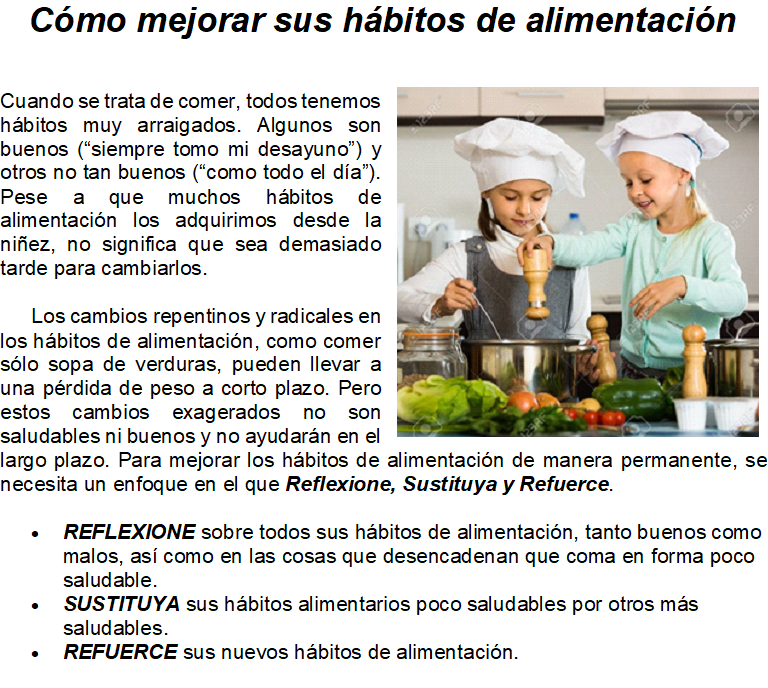 Cómo mejorar sus hábitos de alimentación
Cuando se trata de comer, todos tenemos
hábitos muy arraigados. Algunos son
buenos (“siempre tomo mi desayuno”) y
otros no tan buenos (“como todo el día”).
Pese a que muchos hábitos de
alimentación los adquirimos desde la
niñez, no significa que sea demasiado
tarde para cambiarlos.
Los cambios repentinos y radicales en
los hábitos de alimentación, como comer
sólo sopa de verduras, pueden llevar a
una pérdida de peso a corto plazo. Pero
estos cambios exagerados no son
saludables ni buenos y no ayudarán en el
largo plazo. Para mejorar los hábitos de alimentación de manera permanente, se
necesita un enfoque en el que Reflexione, Sustituya y Refuerce.
• REFLEXIONE sobre todos sus hábitos de alimentación, tanto buenos como
malos, así como en las cosas que desencadenan que coma en forma poco
saludable.
• SUSTITUYA sus hábitos alimentarios poco saludables por otros más
saludables.
• REFUERCE sus nuevos hábitos de alimentación.